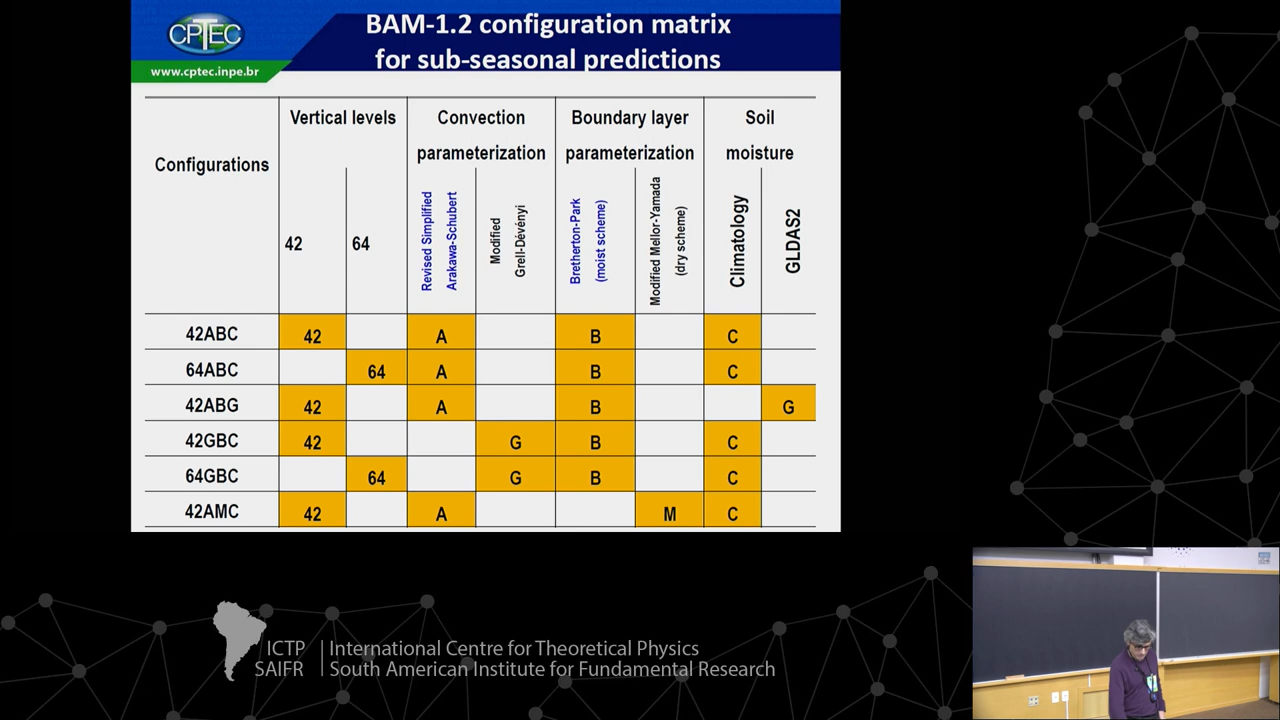 CPTEC
www.cptec.inpe.br
BAM-1.2 configuration matrix
for sub-seasonal predictions
Configurations
Vertical levels
42
64
Convection
parameterization
Revised Simplified
Arakawa-Schubert
Modified
Grell-Dévényi
Boundary layer
parameterization
Bretherton-Park
(moist scheme)
Modified Mellor-Yamada
(dry scheme)
Soil
moisture
Climatology
GLDAS2
42ABC 42 A B C
64ABC 64 A B C
42ABG 42 A B G
42GBC 42 G B C
64GBC 64 G B C
42AMC 42 A M C
ICTP
SAIFR
International Centre for Theoretical Physics
South American Institute for Fundamental Research